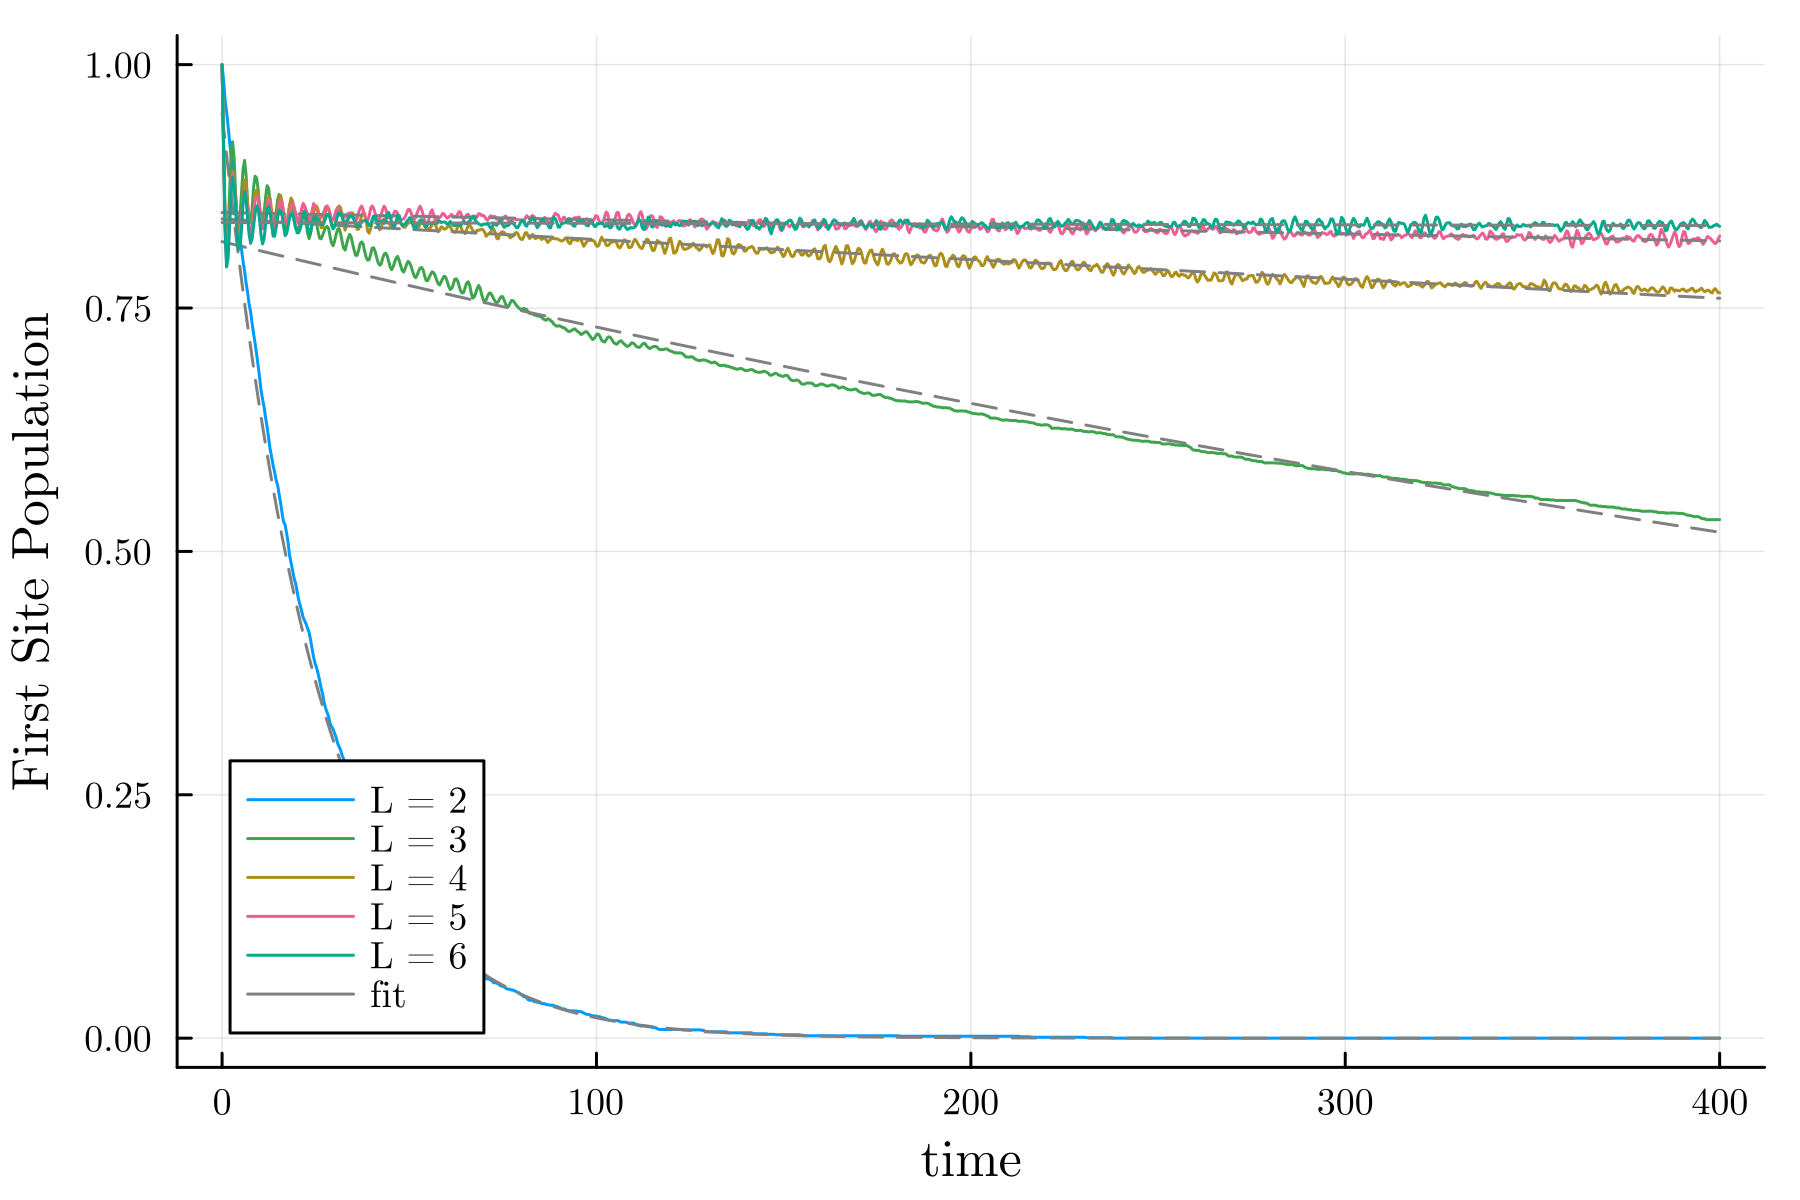 First Site Population
1.00
0.75
0.50
0.25
0.00
L = 2
L = 3
L = 4
L = 5
L = 6
fit
0 100 200 300 400
time